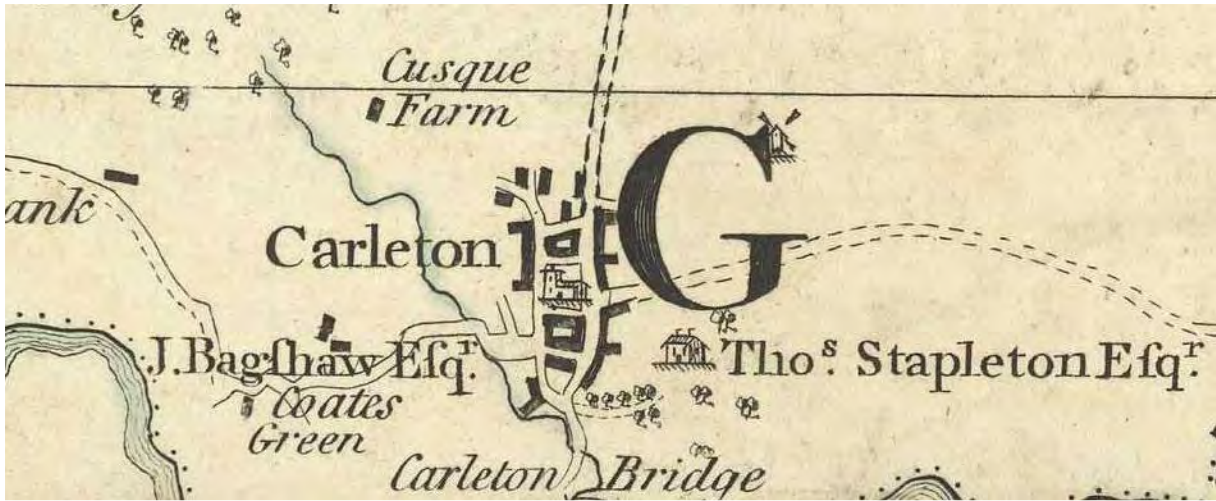 Cusque
Farm
G
ank
Carleton
J. Bagſhaw Eſqr.
Thos. Stapleton Eſqr.
Coates
Green
Carleton Bridge